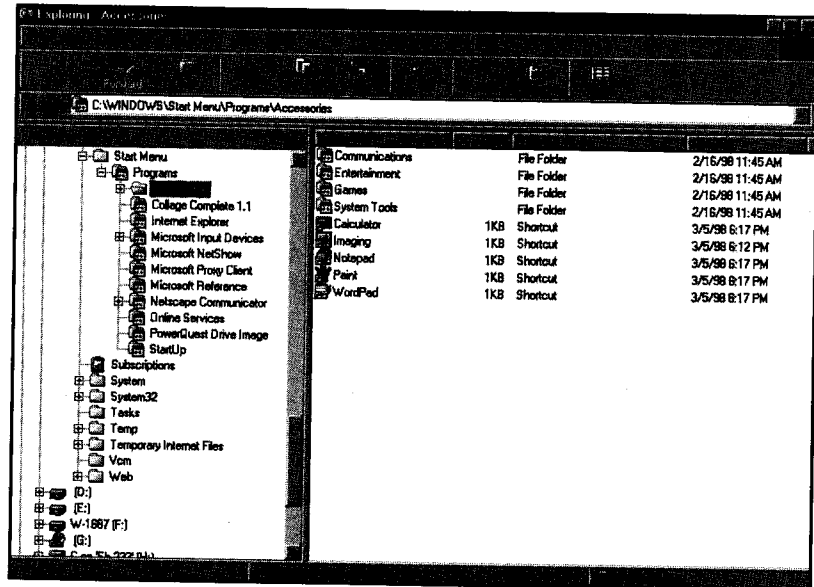 Exploring - Accessories
Forward
C:\WINDOWS\Start Menu\Programs\Accessories
Start Menu
Programs
Collage Complete 1.1
Internet Explorer
Microsoft Input Devices
Microsoft NetShow
Microsoft Proxy Client
Microsoft Reference
Netscape Communicator
Online Services
PowerQuest Drive Image
StartUp
Subscriptions
System
System32
Tasks
Temp
Temporary Internet Files
Vcm
Web
(D:)
(E:)
W-1887 (F:)
(G:)
Communications File Folder 2/16/98 11:45 AM
Entertainment File Folder 2/16/98 11:45 AM
Games File Folder 2/16/98 11:45 AM
System Tools File Folder 2/16/98 11:45 AM
Calculator 1KB Shortcut 3/5/98 6:17 PM
Imaging 1KB Shortcut 3/5/98 6:12 PM
Notepad 1KB Shortcut 3/5/98 6:17 PM
Paint 1KB Shortcut 3/5/98 6:17 PM
WordPad 1KB Shortcut 3/5/98 6:17 PM